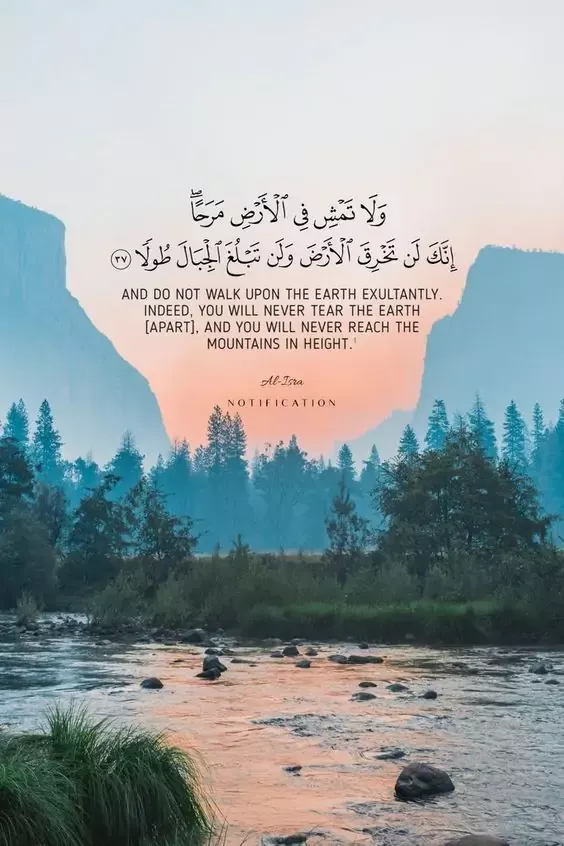 وَلَا تَمْشِ فِي ٱلْأَرْضِ مَرَحًاۖ
إِنَّكَ لَن تَخْرِقَ ٱلْأَرْضَ وَلَن تَبْلُغَ ٱلْجِبَالَ طُولًا ٣٧
AND DO NOT WALK UPON THE EARTH EXULTANTLY.
INDEED, YOU WILL NEVER TEAR THE EARTH
[APART], AND YOU WILL NEVER REACH THE
MOUNTAINS IN HEIGHT.¹
Al-Isra
NOTIFICATION